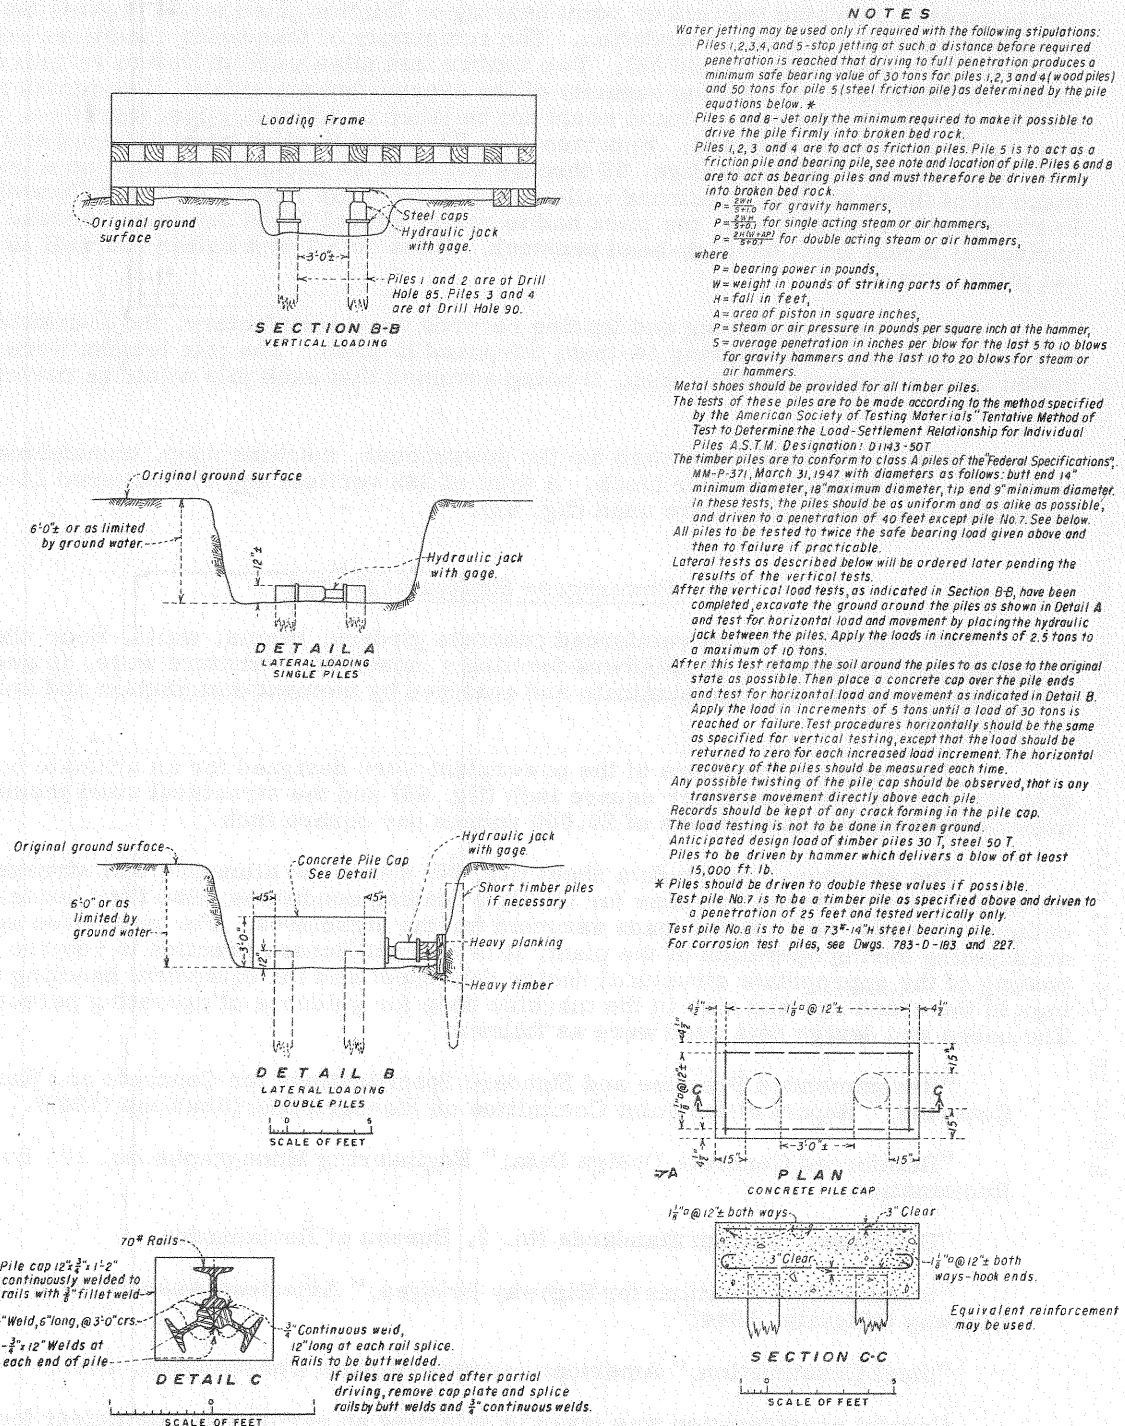 NOTES
Water jetting may be used only if required with the following stipulations:
Piles 1,2,3,4, and 5-stop jetting at such a distance before required
penetration is reached that driving to full penetration produces a
minimum safe bearing value of 30 tons for piles 1,2,3 and 4 (wood piles)
and 50 tons for pile 5 (steel friction pile) as determined by the pile
equations below. *
Piles 6 and 8-Jet only the minimum required to make it possible to
drive the pile firmly into broken bed rock.
Piles 1,2,3 and 4 are to act as friction piles. Pile 5 is to act as a
friction pile and bearing pile, see note and location of pile. Piles 6 and 8
are to act as bearing piles and must therefore be driven firmly
into broken bed rock.
P = 2WH/S+1.0 for gravity hammers,
P = 2WH/S+0.1 for single acting steam or air hammers,
P = 2H(W+AP)/S+0.1 for double acting steam or air hammers,
where
P = bearing power in pounds,
W = weight in pounds of striking parts of hammer,
H = fall in feet,
A = area of piston in square inches,
P = steam or air pressure in pounds per square inch at the hammer,
S = average penetration in inches per blow for the last 5 to 10 blows
for gravity hammers and the last 10 to 20 blows for steam or
air hammers.
Metal shoes should be provided for all timber piles.
The tests of these piles are to be made according to the method specified
by the American Society of Testing Materials "Tentative Method of
Test to Determine the Load-Settlement Relationship for Individual
Piles A.S.T.M. Designation: D1143-50T
The timber piles are to conform to class A piles of the "Federal Specifications",
MM-P-371, March 31, 1947 with diameters as follows: butt end 14"
minimum diameter, 18" maximum diameter, tip end 9" minimum diameter.
In these tests, the piles should be as uniform and as alike as possible,
and driven to a penetration of 40 feet except pile No. 7. See below.
All piles to be tested to twice the safe bearing load given above and
then to failure if practicable.
Lateral tests as described below will be ordered later pending the
results of the vertical tests.
After the vertical load tests, as indicated in Section B-B, have been
completed, excavate the ground around the piles as shown in Detail A
and test for horizontal load and movement by placing the hydraulic
jack between the piles. Apply the loads in increments of 2.5 tons to
a maximum of 10 tons.
After this test retamp the soil around the piles to as close to the original
state as possible. Then place a concrete cap over the pile ends
and test for horizontal load and movement as indicated in Detail B.
Apply the load in increments of 5 tons until a load of 30 tons is
reached or failure. Test procedures horizontally should be the same
as specified for vertical testing, except that the load should be
returned to zero for each increased load increment. The horizontal
recovery of the piles should be measured each time.
Any possible twisting of the pile cap should be observed, that is any
transverse movement directly above each pile.
Records should be kept of any crack forming in the pile cap.
The load testing is not to be done in frozen ground.
Anticipated design load of timber piles 30 T, steel 50 T.
Piles to be driven by hammer which delivers a blow of at least
15,000 ft. lb.
* Piles should be driven to double these values if possible.
Test pile No. 7 is to be a timber pile as specified above and driven to
a penetration of 25 feet and tested vertically only.
Test pile No. 8 is to be a 73#-14"H steel bearing pile.
For corrosion test piles, see Dwgs. 783-D-183 and 227.
Loading Frame
Original ground
surface
Steel caps
Hydraulic jack
with gage.
3'-0"±
Piles 1 and 2 are at Drill
Hole 85. Piles 3 and 4
are at Drill Hole 90.
SECTION B-B
VERTICAL LOADING
Original ground surface
6'-0"± or as limited
by ground water.
12"±
Hydraulic jack
with gage.
DETAIL A
LATERAL LOADING
SINGLE PILES
Original ground surface
Concrete Pile Cap
See Detail
Hydraulic jack
with gage.
Short timber piles
if necessary
6'-0" or as
limited by
ground water
15"
15"
3'-0"
12"
Heavy planking
Heavy timber
DETAIL B
LATERAL LOADING
DOUBLE PILES
0 5
SCALE OF FEET
4½"
1⅛"▫@12"±
4½"
4½"
1⅛"▫@12"±
4½"
15"
15"
C
C
15"
3'-0"±
15"
A
PLAN
CONCRETE PILE CAP
1⅛"▫@12"± both ways
3" Clear
3" Clear
1⅛"▫@12"± both
ways-hook ends.
Equivalent reinforcement
may be used.
SECTION C-C
0 5
SCALE OF FEET
70# Rails
Pile cap 12"x¾"x1'-2"
continuously welded to
rails with ⅜" fillet weld
"Weld, 6" long, @3'-0" crs.
¾"x12" Welds at
each end of pile
¾" Continuous weld,
12" long at each rail splice.
Rails to be butt welded.
If piles are spliced after partial
driving, remove cap plate and splice
rails by butt welds and ¾" continuous welds.
DETAIL C
0
SCALE OF FEET